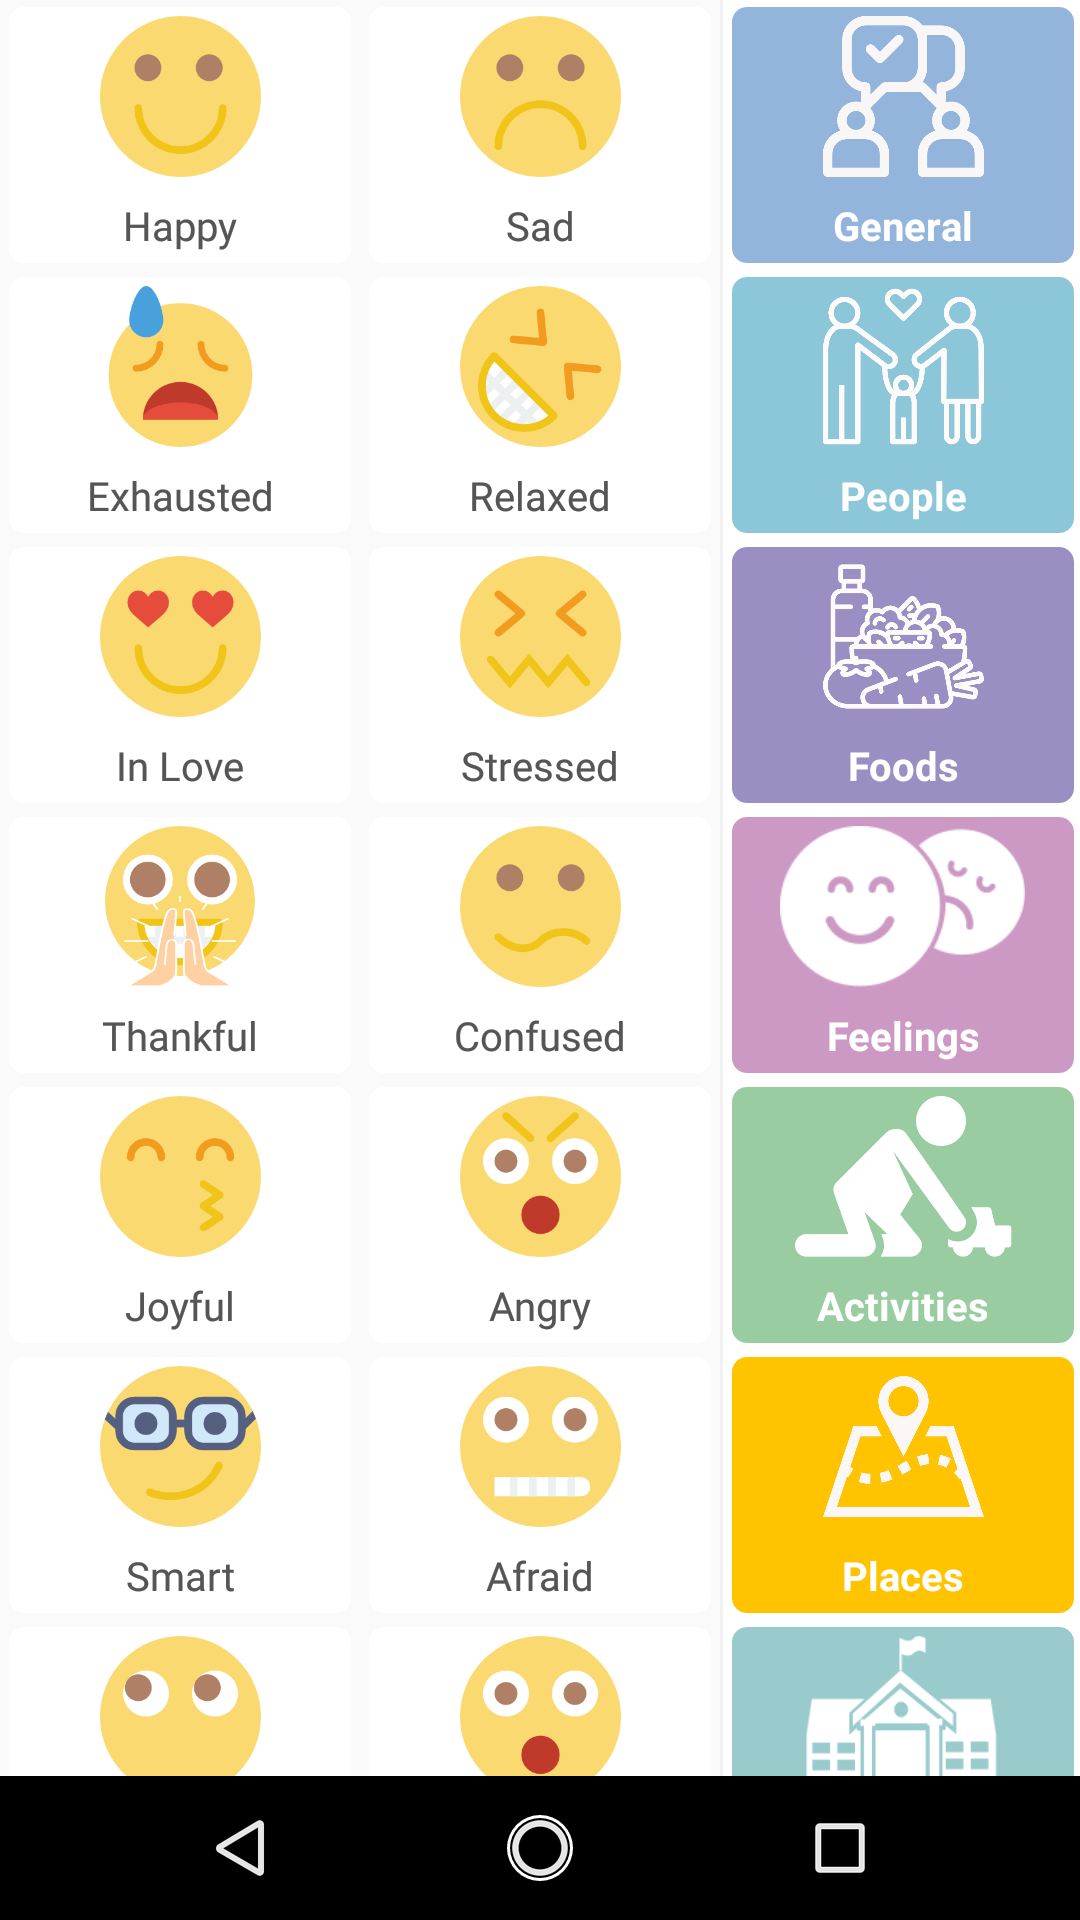 Happy
Sad
General
Exhausted
Relaxed
People
In Love
Stressed
Foods
Thankful
Confused
Feelings
Joyful
Angry
Activities
Smart
Afraid
Places